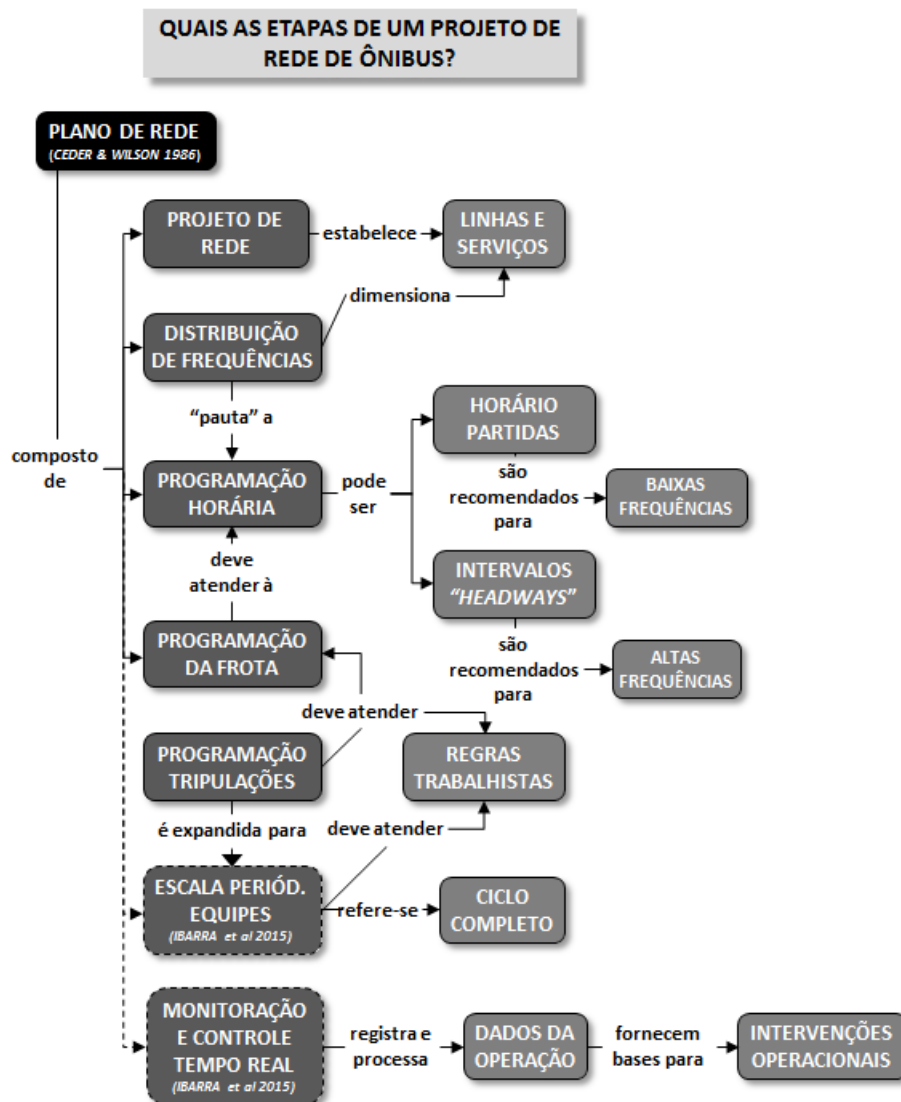 QUAIS AS ETAPAS DE UM PROJETO DE
REDE DE ÔNIBUS?
PLANO DE REDE
(CEDER & WILSON 1986)
PROJETO DE
REDE
estabelece
LINHAS E
SERVIÇOS
dimensiona
DISTRIBUIÇÃO
DE FREQUÊNCIAS
“pauta” a
HORÁRIO
PARTIDAS
composto
de
PROGRAMAÇÃO
HORÁRIA
pode
ser
são
recomendados
para
BAIXAS
FREQUÊNCIAS
deve
atender à
INTERVALOS
“HEADWAYS”
PROGRAMAÇÃO
DA FROTA
são
recomendados
para
ALTAS
FREQUÊNCIAS
deve atender
PROGRAMAÇÃO
TRIPULAÇÕES
REGRAS
TRABALHISTAS
é expandida para
deve atender
ESCALA PERIÓD.
EQUIPES
(IBARRA et al 2015)
refere-se
CICLO
COMPLETO
MONITORAÇÃO
E CONTROLE
TEMPO REAL
(IBARRA et al 2015)
registra e
processa
DADOS DA
OPERAÇÃO
fornecem
bases para
INTERVENÇÕES
OPERACIONAIS